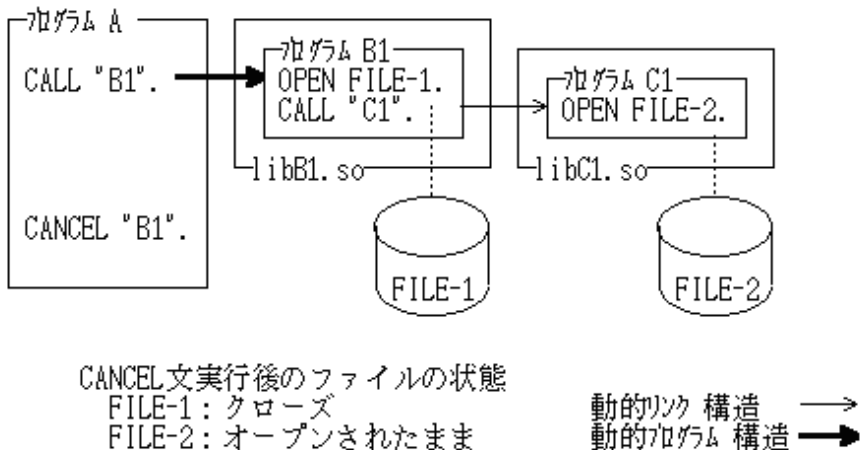 ﾌﾟﾛｸﾞﾗﾑ A
CALL "B1".
CANCEL "B1".
ﾌﾟﾛｸﾞﾗﾑ B1
OPEN FILE-1.
CALL "C1".
libB1.so
ﾌﾟﾛｸﾞﾗﾑ C1
OPEN FILE-2.
libC1.so
FILE-1
FILE-2
CANCEL文実行後のファイルの状態
FILE-1：クローズ
FILE-2：オープンされたまま
動的ﾘﾝｸ 構造
動的ﾌﾟﾛｸﾞﾗﾑ 構造